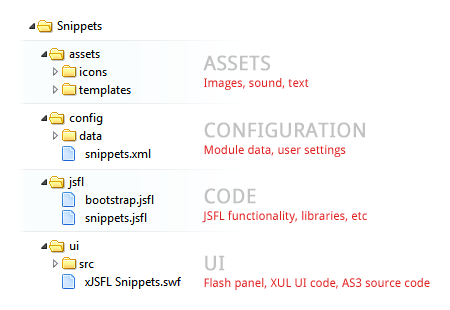 Snippets
assets
icons
templates
ASSETS
Images, sound, text
config
data
snippets.xml
CONFIGURATION
Module data, user settings
jsfl
bootstrap.jsfl
snippets.jsfl
CODE
JSFL functionality, libraries, etc
ui
src
xJSFL Snippets.swf
UI
Flash panel, XUL UI code, AS3 source code